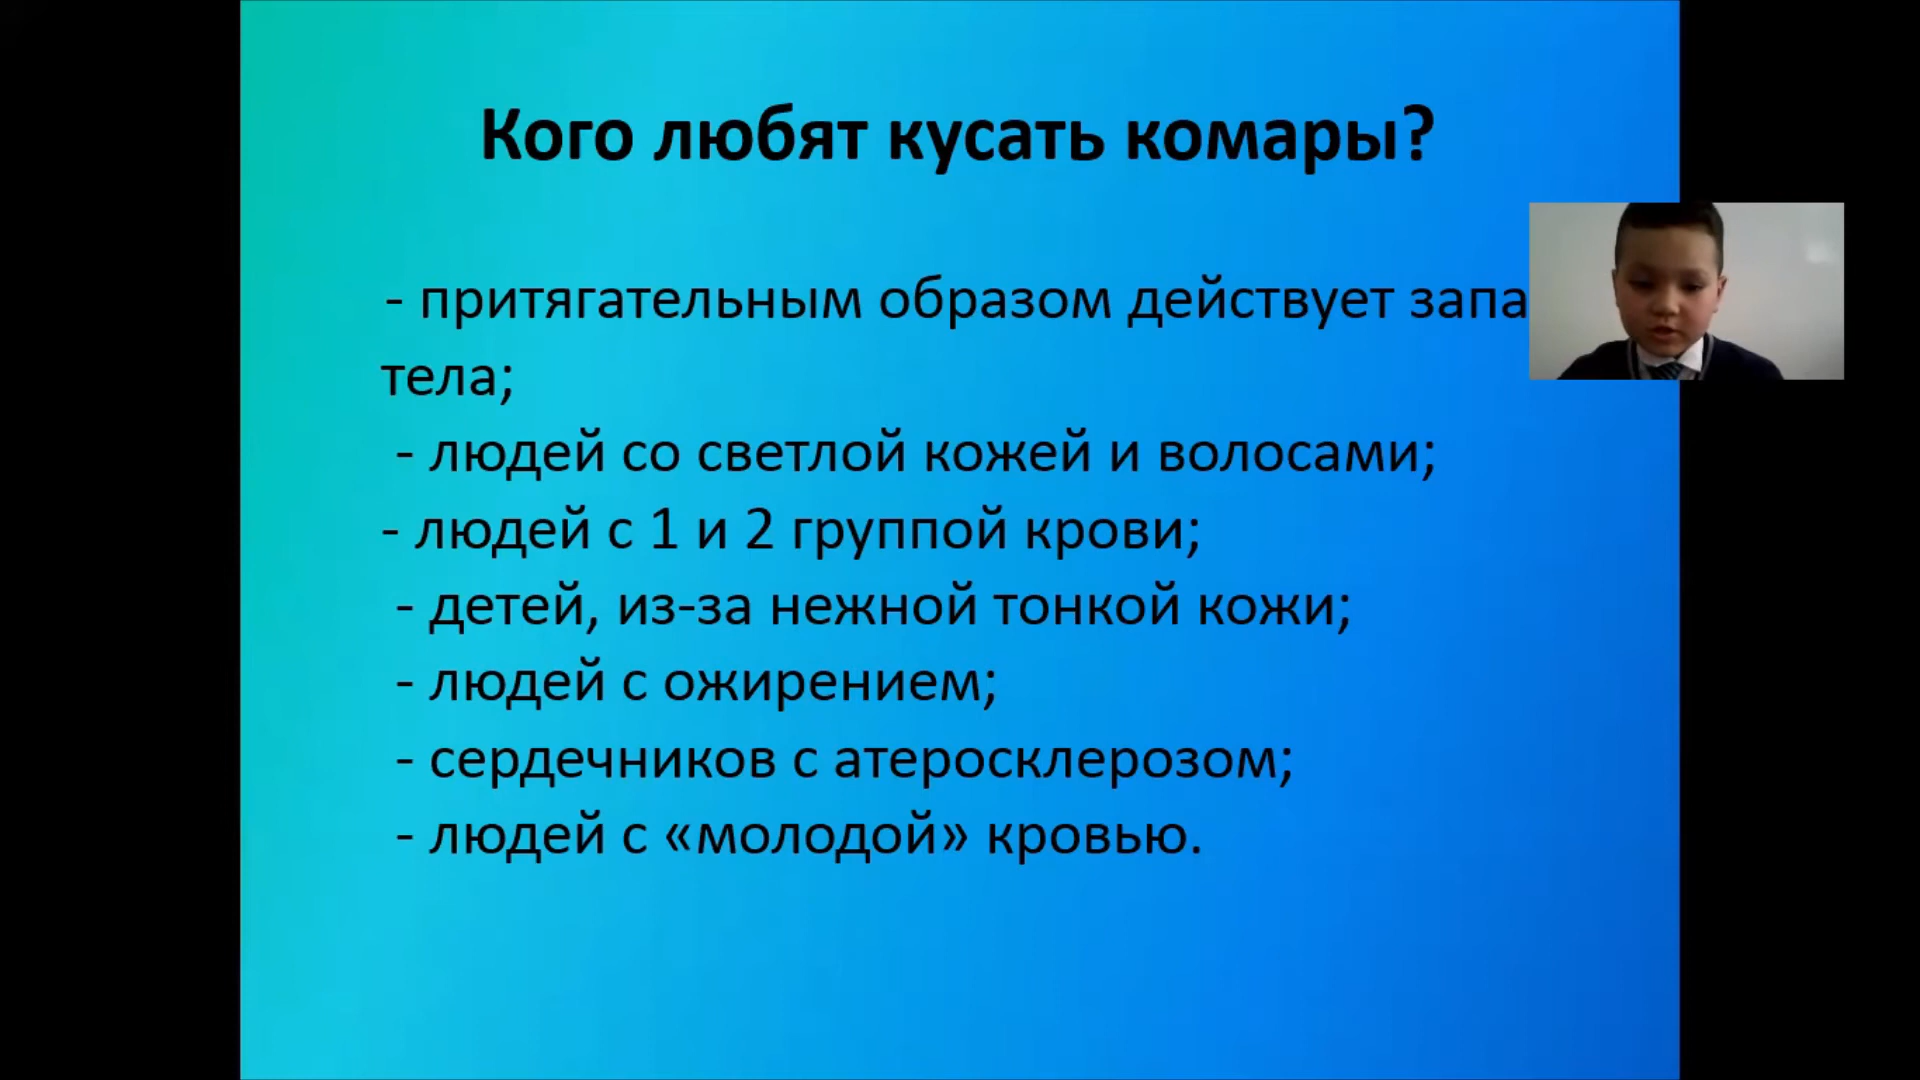 Кого любят кусать комары?
- притягательным образом действует
тела;
- людей со светлой кожей и волосами;
- людей с 1 и 2 группой крови;
- детей, из-за нежной тонкой кожи;
- людей с ожирением;
- сердечников с атеросклерозом;
- людей с «молодой» кровью.